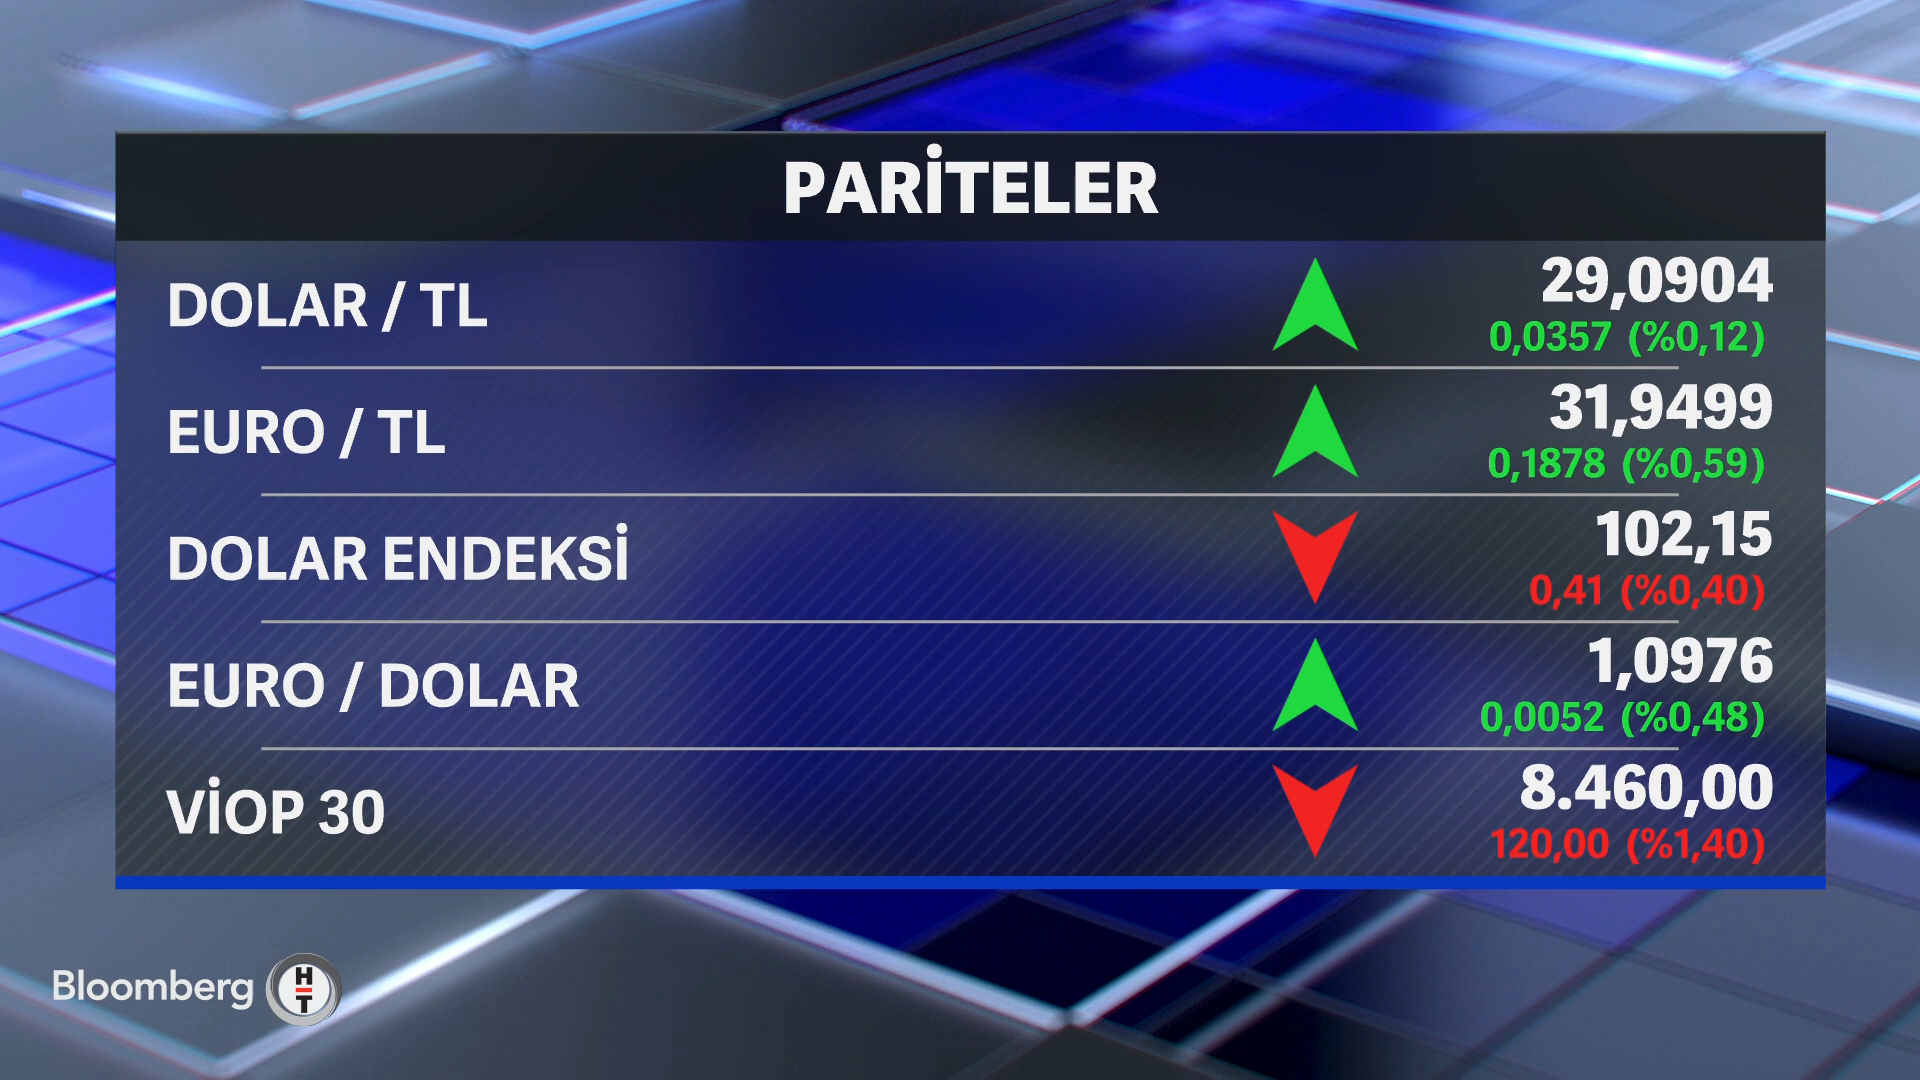 PARİTELER
DOLAR / TL
29,0904
0,0357 (%0,12)
EURO / TL
31,9499
0,1878 (%0,59)
DOLAR ENDEKSİ
102,15
0,41 (%0,40)
EURO / DOLAR
1,0976
0,0052 (%0,48)
VİOP 30
8.460,00
120,00 (%1,40)
Bloomberg HT